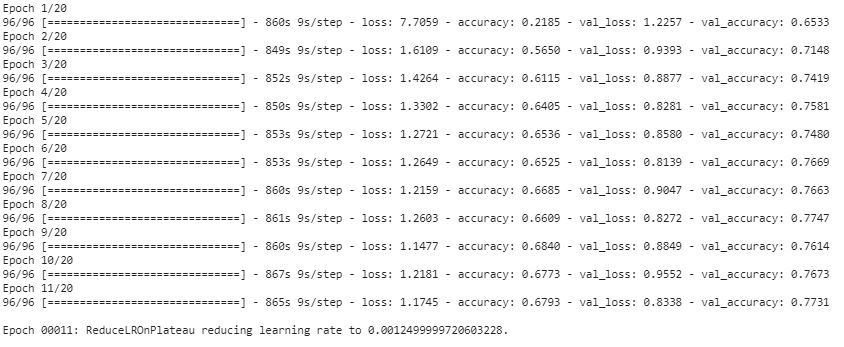 Epoch 1/20
96/96 [==============================] - 860s 9s/step - loss: 7.7059 - accuracy: 0.2185 - val_loss: 1.2257 - val_accuracy: 0.6533
Epoch 2/20
96/96 [==============================] - 849s 9s/step - loss: 1.6109 - accuracy: 0.5650 - val_loss: 0.9393 - val_accuracy: 0.7148
Epoch 3/20
96/96 [==============================] - 852s 9s/step - loss: 1.4264 - accuracy: 0.6115 - val_loss: 0.8877 - val_accuracy: 0.7419
Epoch 4/20
96/96 [==============================] - 850s 9s/step - loss: 1.3302 - accuracy: 0.6405 - val_loss: 0.8281 - val_accuracy: 0.7581
Epoch 5/20
96/96 [==============================] - 853s 9s/step - loss: 1.2721 - accuracy: 0.6536 - val_loss: 0.8580 - val_accuracy: 0.7480
Epoch 6/20
96/96 [==============================] - 853s 9s/step - loss: 1.2649 - accuracy: 0.6525 - val_loss: 0.8139 - val_accuracy: 0.7669
Epoch 7/20
96/96 [==============================] - 860s 9s/step - loss: 1.2159 - accuracy: 0.6685 - val_loss: 0.9047 - val_accuracy: 0.7663
Epoch 8/20
96/96 [==============================] - 861s 9s/step - loss: 1.2603 - accuracy: 0.6609 - val_loss: 0.8272 - val_accuracy: 0.7747
Epoch 9/20
96/96 [==============================] - 860s 9s/step - loss: 1.1477 - accuracy: 0.6840 - val_loss: 0.8849 - val_accuracy: 0.7614
Epoch 10/20
96/96 [==============================] - 867s 9s/step - loss: 1.2181 - accuracy: 0.6773 - val_loss: 0.9552 - val_accuracy: 0.7673
Epoch 11/20
96/96 [==============================] - 865s 9s/step - loss: 1.1745 - accuracy: 0.6793 - val_loss: 0.8338 - val_accuracy: 0.7731
Epoch 00011: ReduceLROnPlateau reducing learning rate to 0.0012499999720603228.